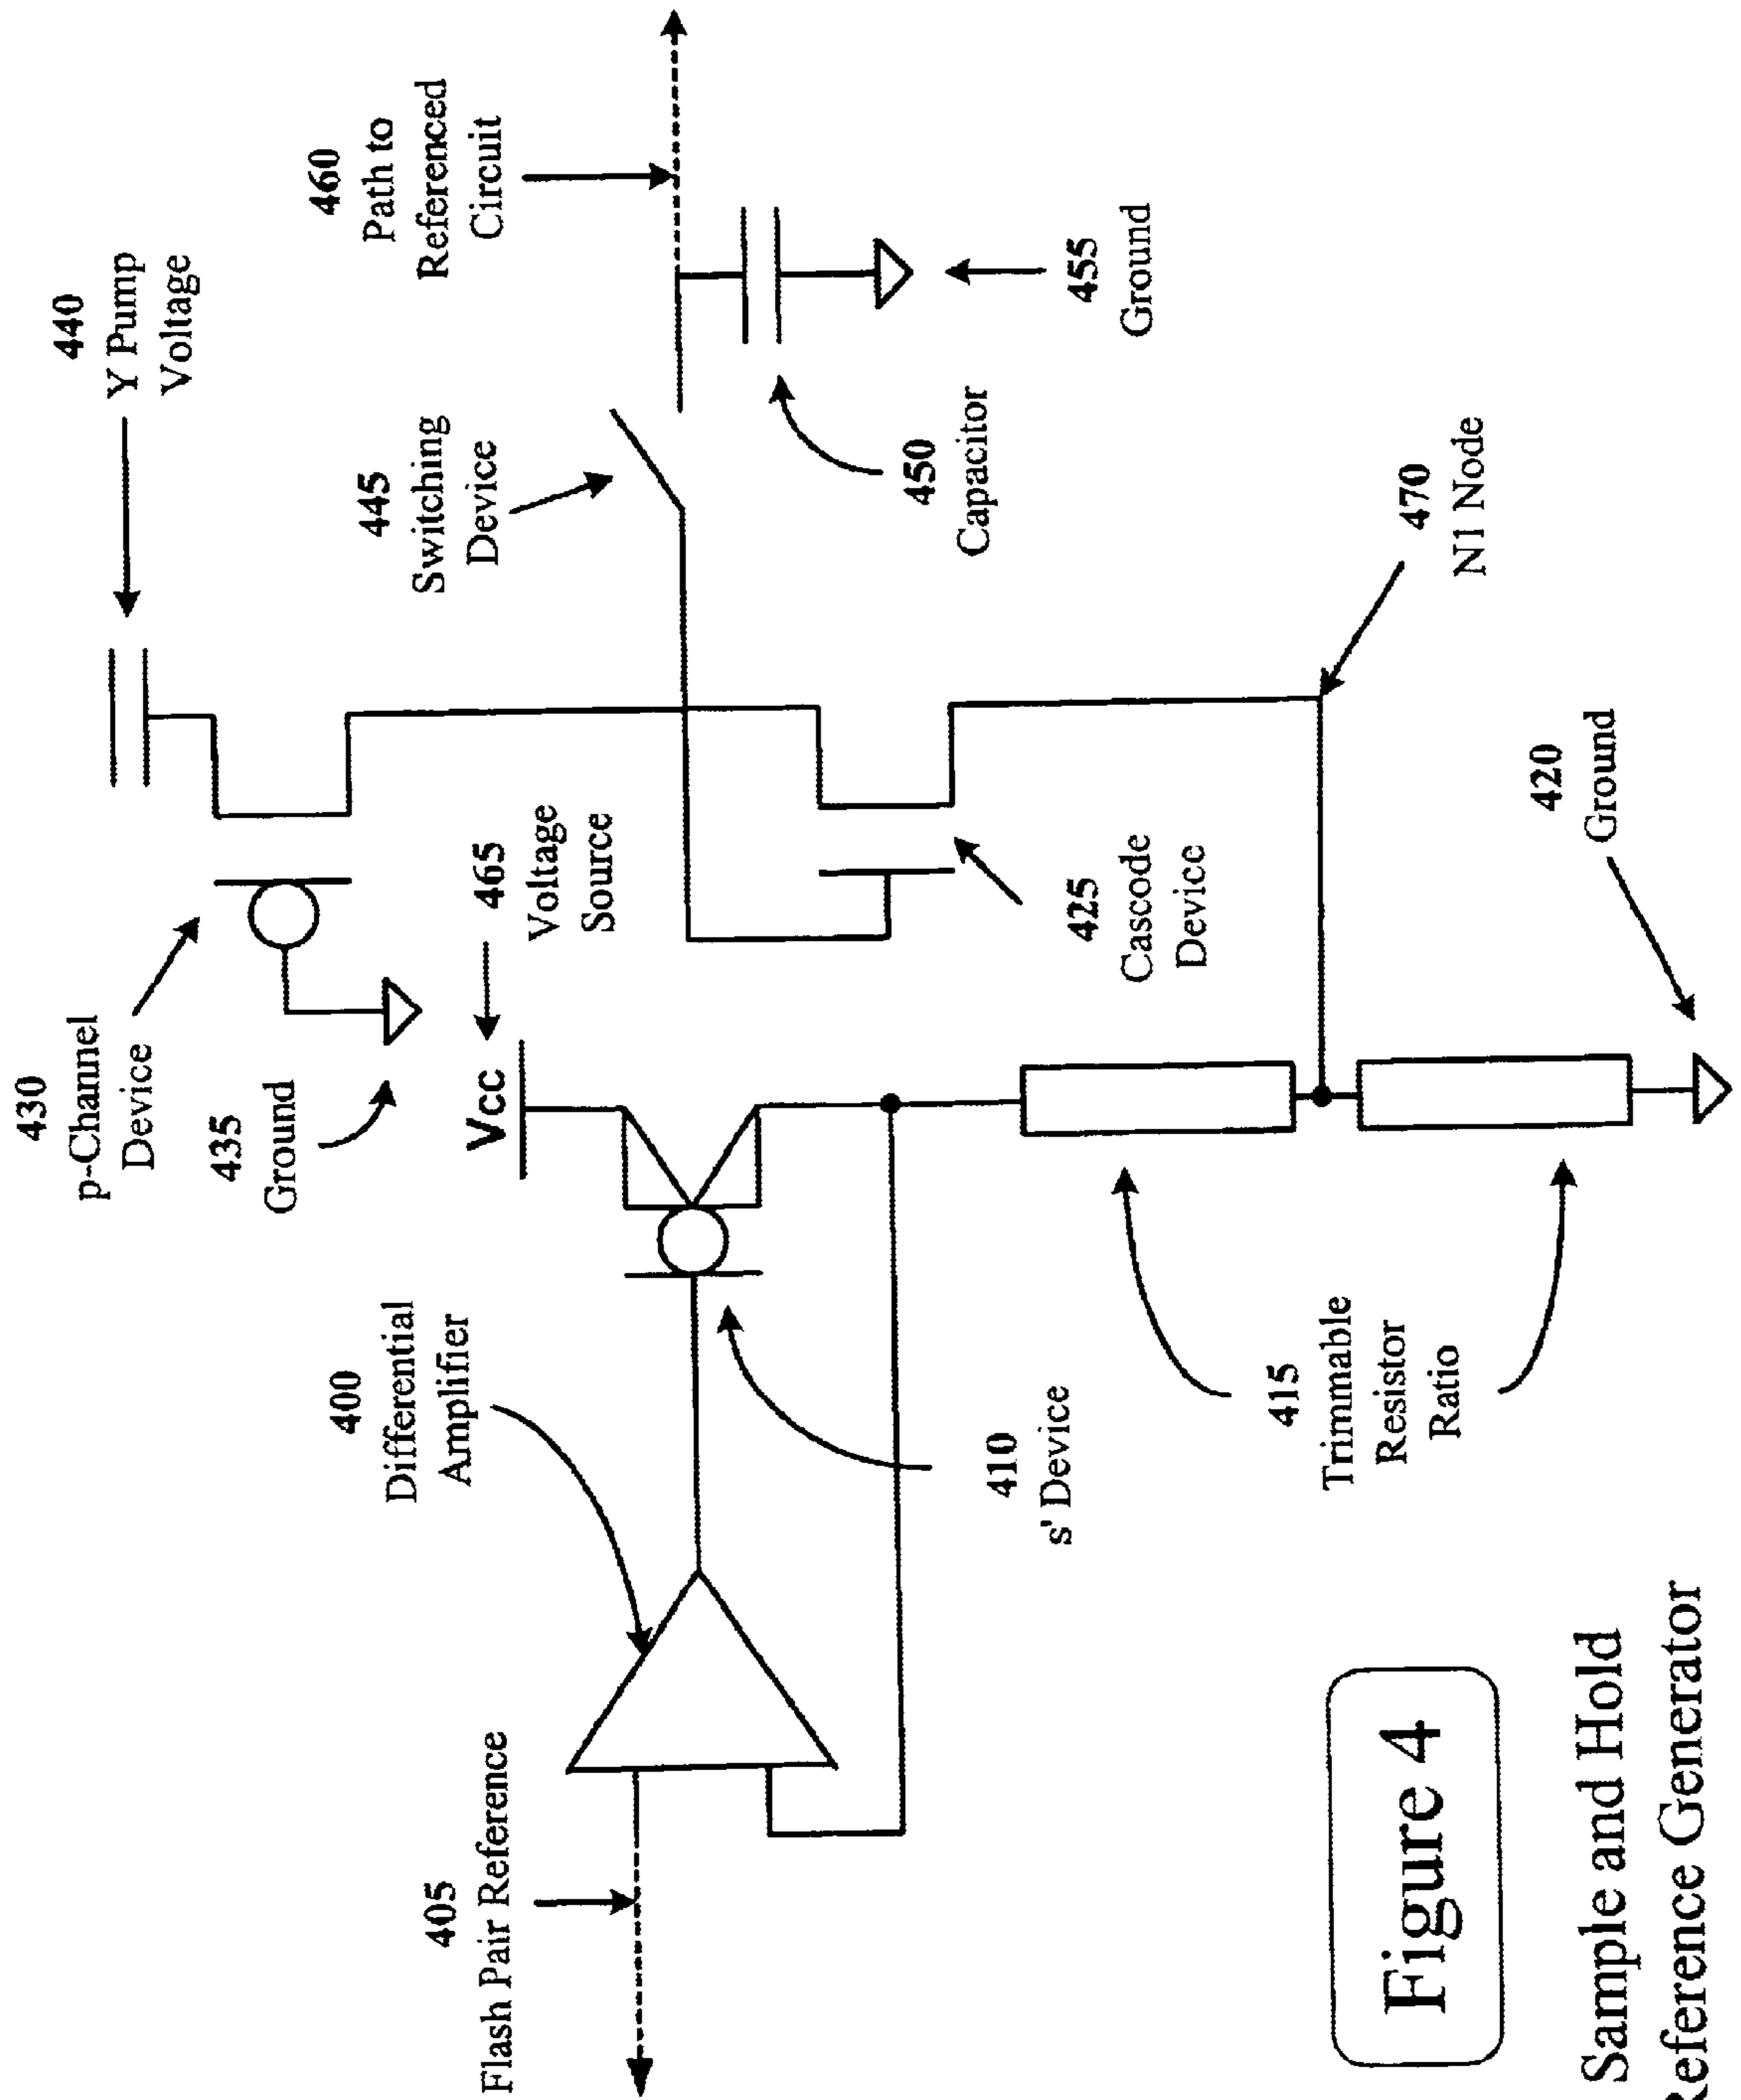 440
Y Pump
Voltage
430
p-Channel
Device
435
Ground
460
Path to
Referenced
Circuit
445
Switching
Device
465
Voltage
Source
Vcc
455
Ground
450
Capacitor
400
Differential
Amplifier
405
Flash Pair Reference
425
Cascode
Device
410
s' Device
470
N1 Node
415
Trimmable
Resistor
Ratio
420
Ground
Figure 4
Sample and Hold
Reference Generator